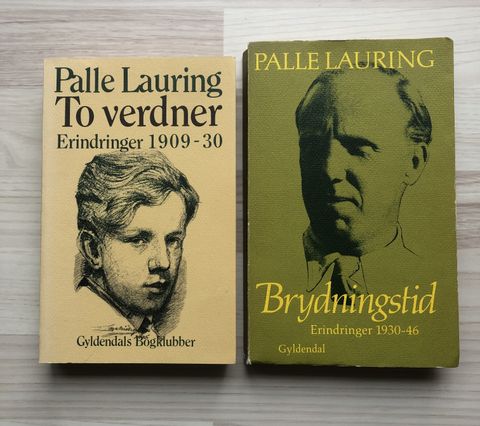 Palle Lauring
To verdner
Erindringer 1909-30
Gyldendals Bogklubber
PALLE LAURING
Brydningstid
Erindringer 1930-46
Gyldendal